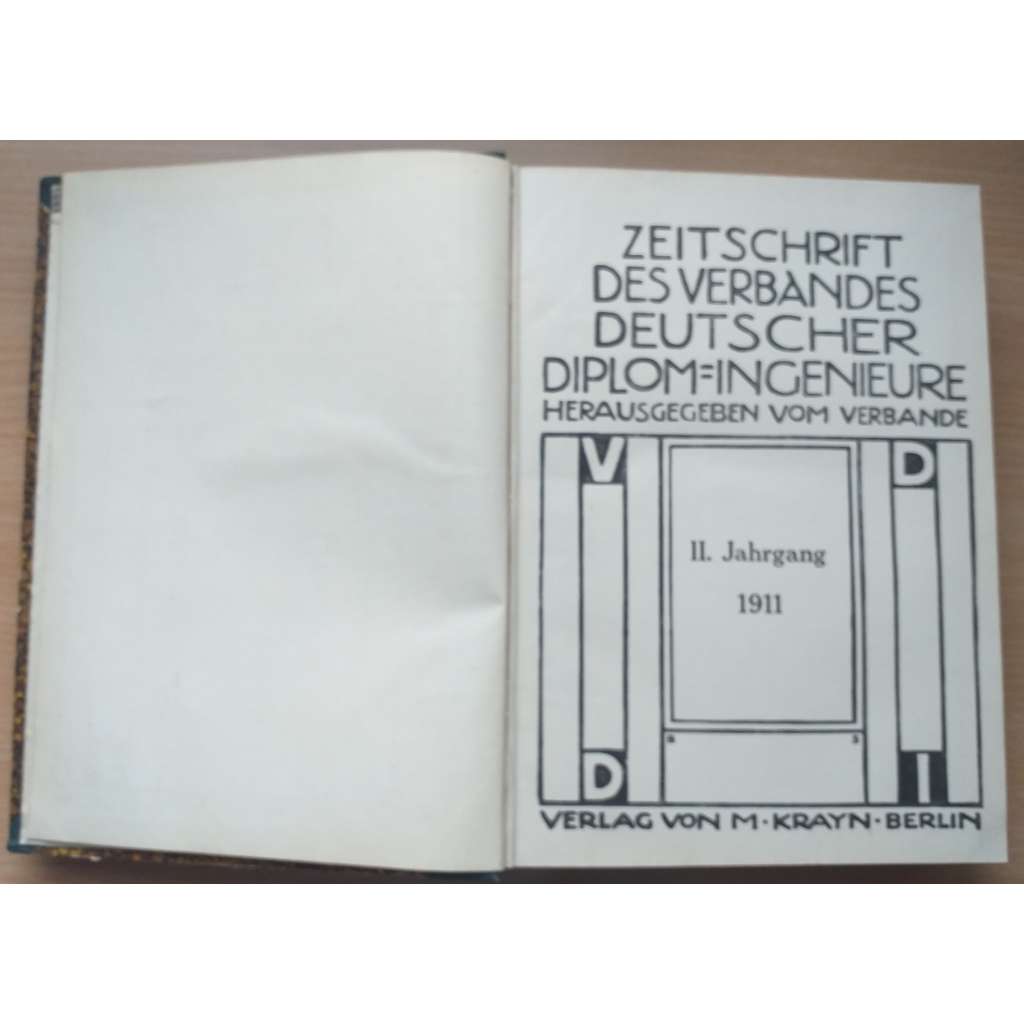 ZEITSCHRIFT
DES VERBANDES
DEUTSCHER
DIPLOM=INGENIEURE
HERAUSGEGEBEN VOM VERBANDE
V D
II. Jahrgang
1911
D I
VERLAG VON M·KRAYN·BERLIN